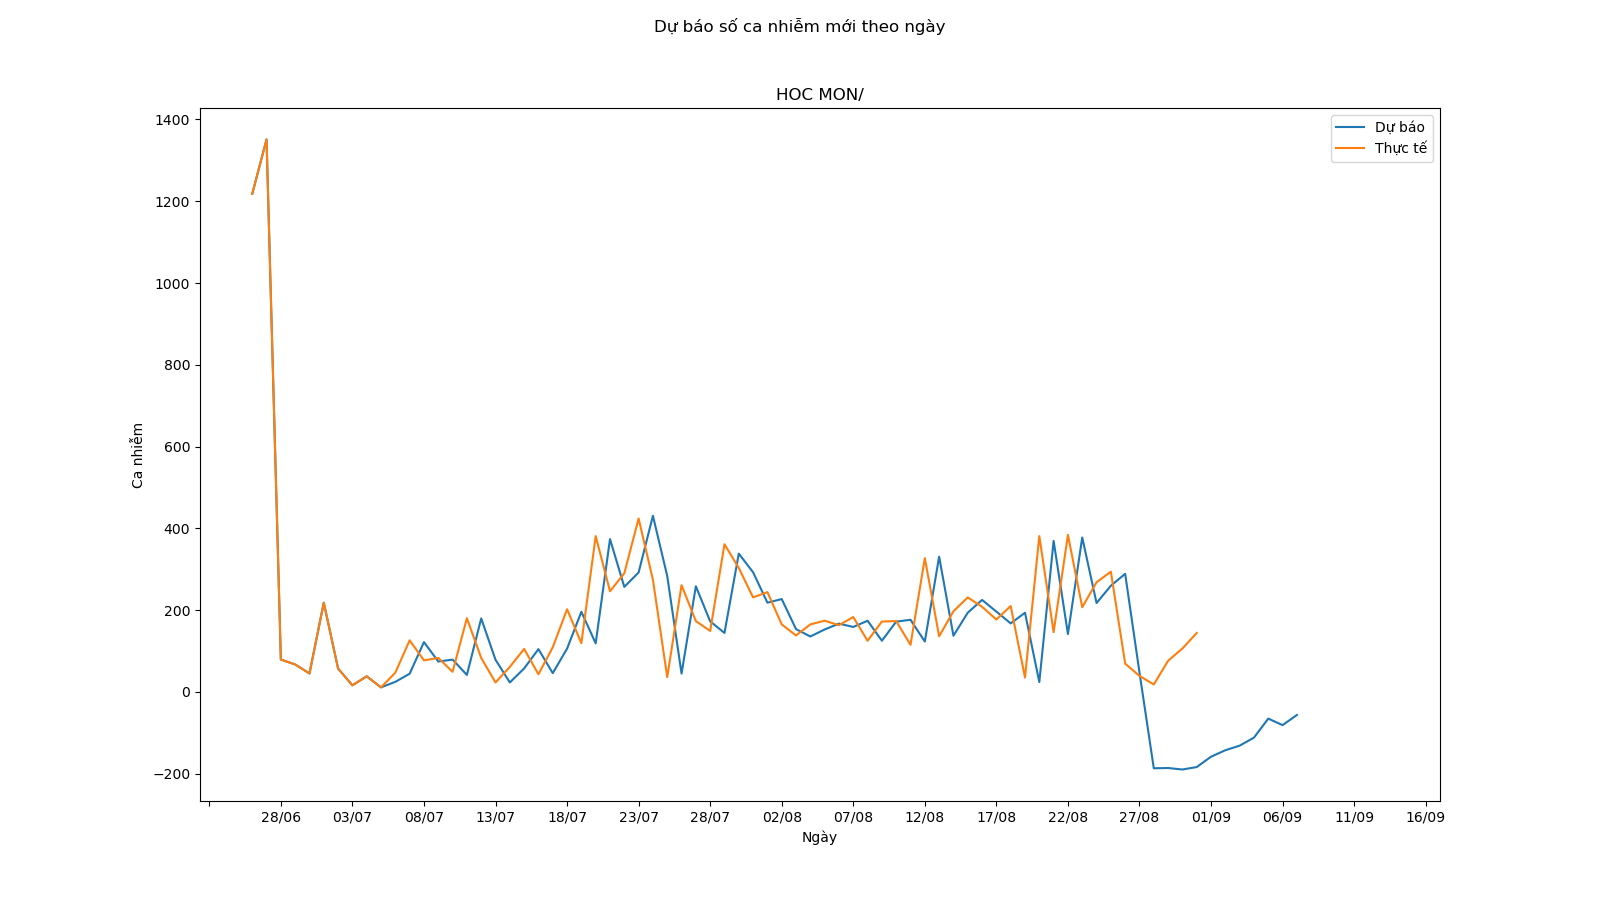 Dự báo số ca nhiễm mới theo ngày
HOC MON/
Dự báo
Thực tế
1400
1200
1000
800
600
400
200
0
−200
Ca nhiễm
28/06 03/07 08/07 13/07 18/07 23/07 28/07 02/08 07/08 12/08 17/08 22/08 27/08 01/09 06/09 11/09 16/09
Ngày